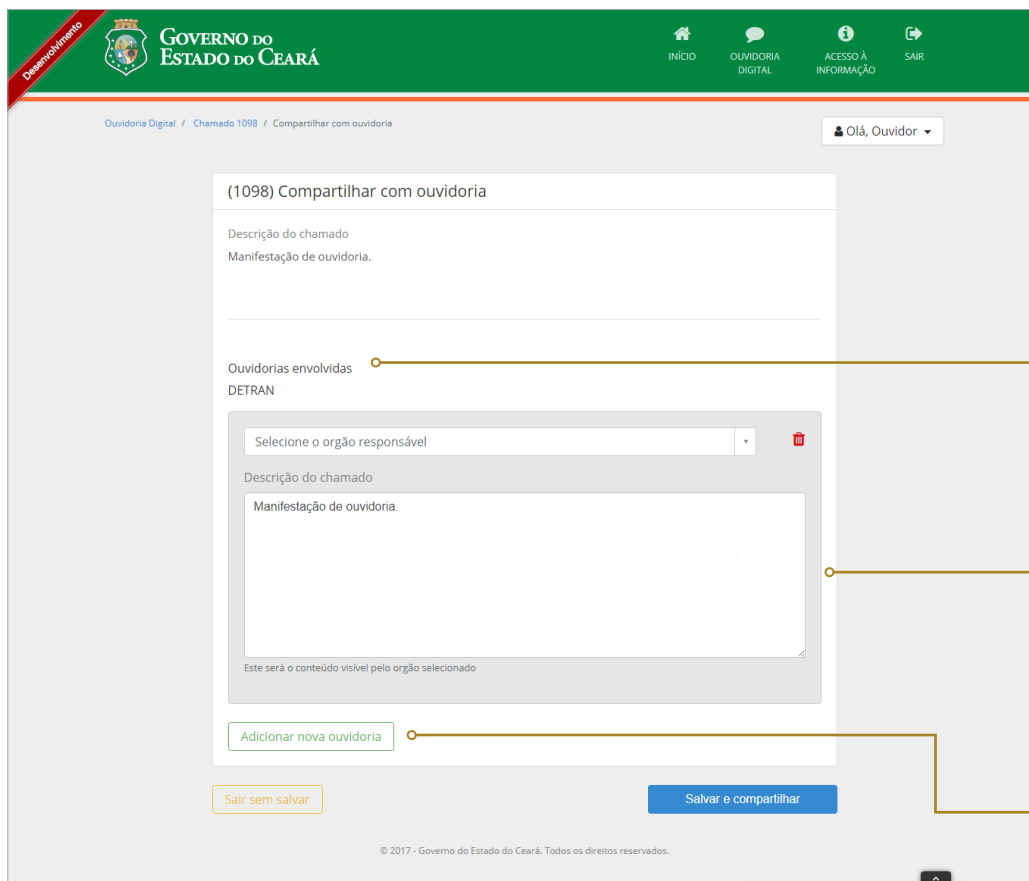 Desenvolvimento
GOVERNO DO
ESTADO DO CEARÁ
INÍCIO
OUVIDORIA
DIGITAL
ACESSO À
INFORMAÇÃO
SAIR
Ouvidoria Digital / Chamado 1098 / Compartilhar com ouvidoria
Olá, Ouvidor
(1098) Compartilhar com ouvidoria
Descrição do chamado
Manifestação de ouvidoria.
Ouvidorias envolvidas
DETRAN
Selecione o orgão responsável
Descrição do chamado
Manifestação de ouvidoria.
Este será o conteúdo visível pelo orgão selecionado
Adicionar nova ouvidoria
Sair sem salvar
Salvar e compartilhar
© 2017 - Governo do Estado do Ceará. Todos os direitos reservados.